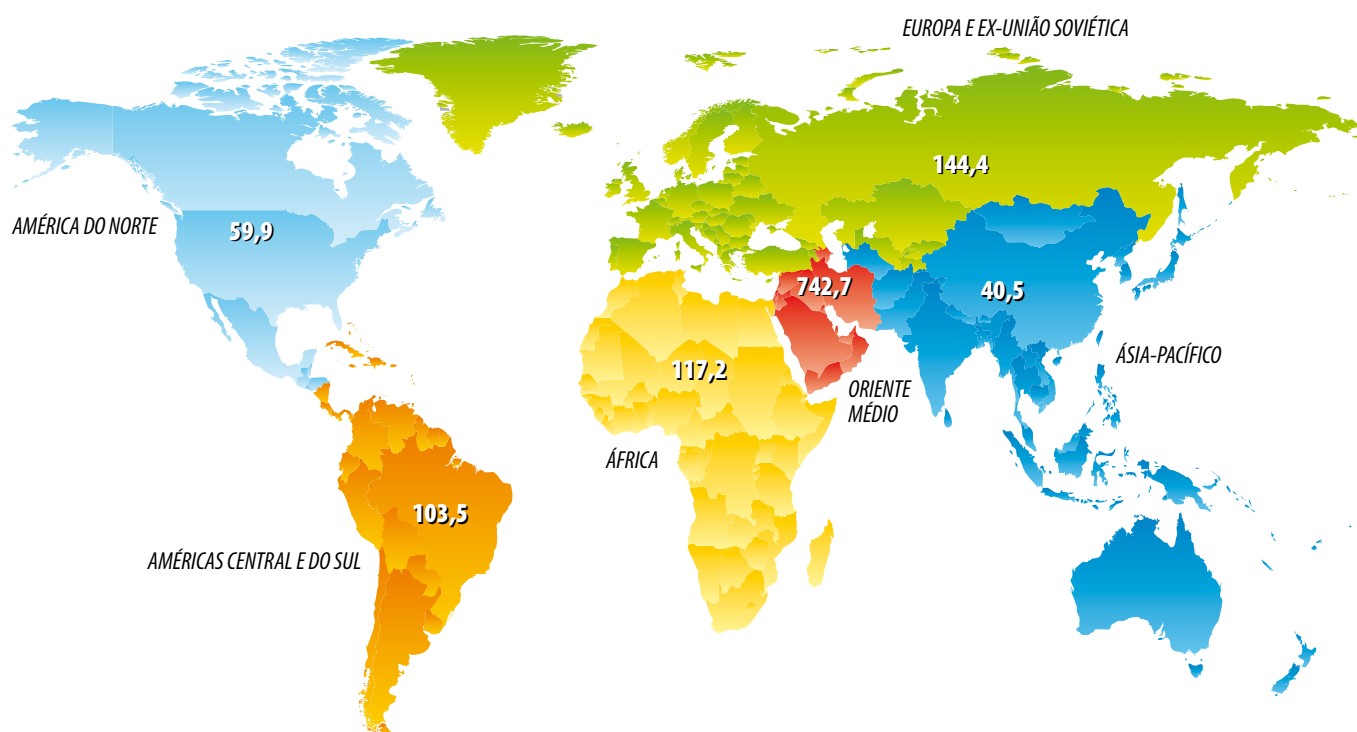 EUROPA E EX-UNIÃO SOVIÉTICA
144,4
AMÉRICA DO NORTE
59,9
742,7
40,5
ÁSIA-PACÍFICO
117,2
ORIENTE
MÉDIO
ÁFRICA
103,5
AMÉRICAS CENTRAL E DO SUL